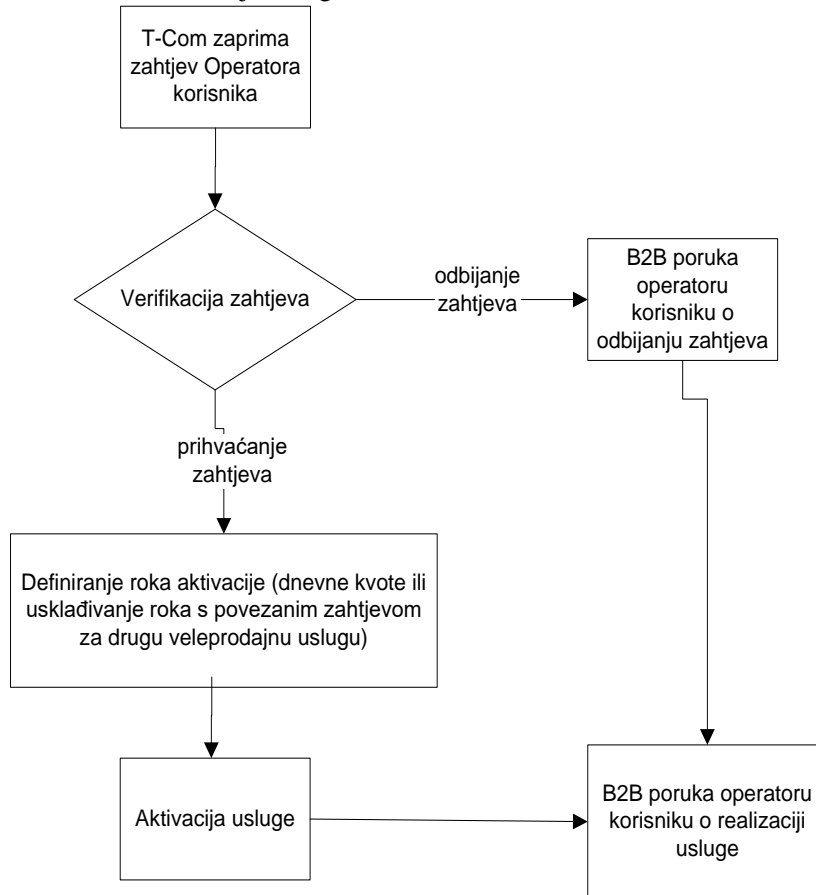 T-Com zaprima
zahtjev Operatora
korisnika
Verifikacija zahtjeva
odbijanje
zahtjeva
B2B poruka
operatoru
korisniku o
odbijanju zahtjeva
prihvaćanje
zahtjeva
Definiranje roka aktivacije (dnevne kvote ili
usklađivanje roka s povezanim zahtjevom
za drugu veleprodajnu uslugu)
Aktivacija usluge
B2B poruka operatoru
korisniku o realizaciji
usluge